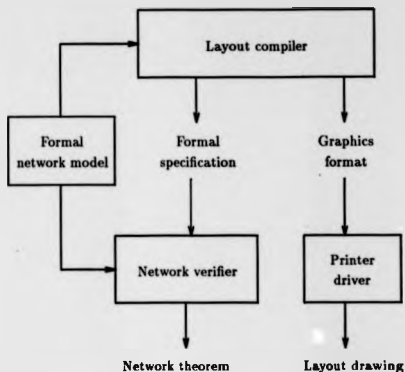 Layout compiler
Formal
network model
Formal
specification
Graphics
format
Network verifier
Printer
driver
Network theorem
Layout drawing